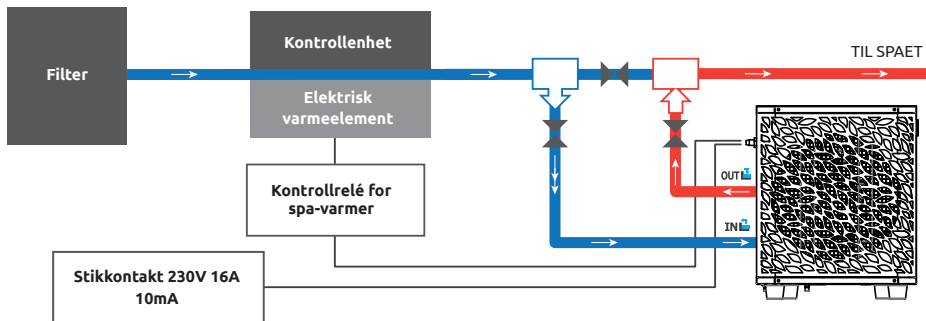 Filter
Kontrollenhet
Elektrisk
varmeelement
TIL SPAET
Kontrollrelé for
spa-varmer
OUT
IN
Stikkontakt 230V 16A
10mA